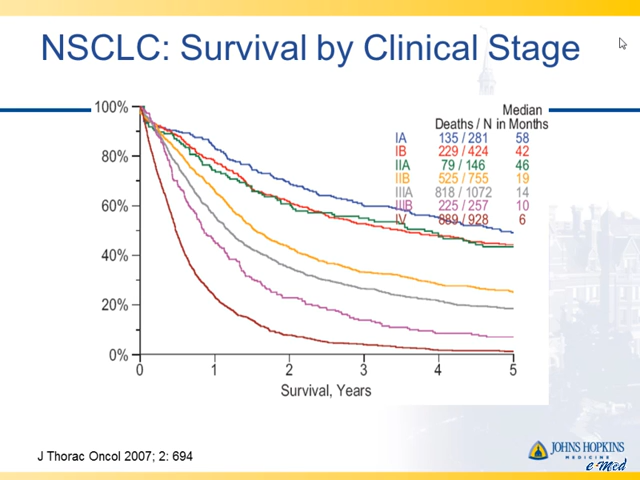 NSCLC: Survival by Clinical Stage
Median
Deaths / N in Months
IA 135 / 281 58
IB 229 / 424 42
IIA 79 / 146 46
IIB 525 / 755 19
IIIA 818 / 1072 14
IIIB 225 / 257 10
IV 889 / 928 6
100%
80%
60%
40%
20%
0%
0 1 2 3 4 5
Survival, Years
J Thorac Oncol 2007; 2: 694
JOHNS HOPKINS
MEDICINE
e-Med